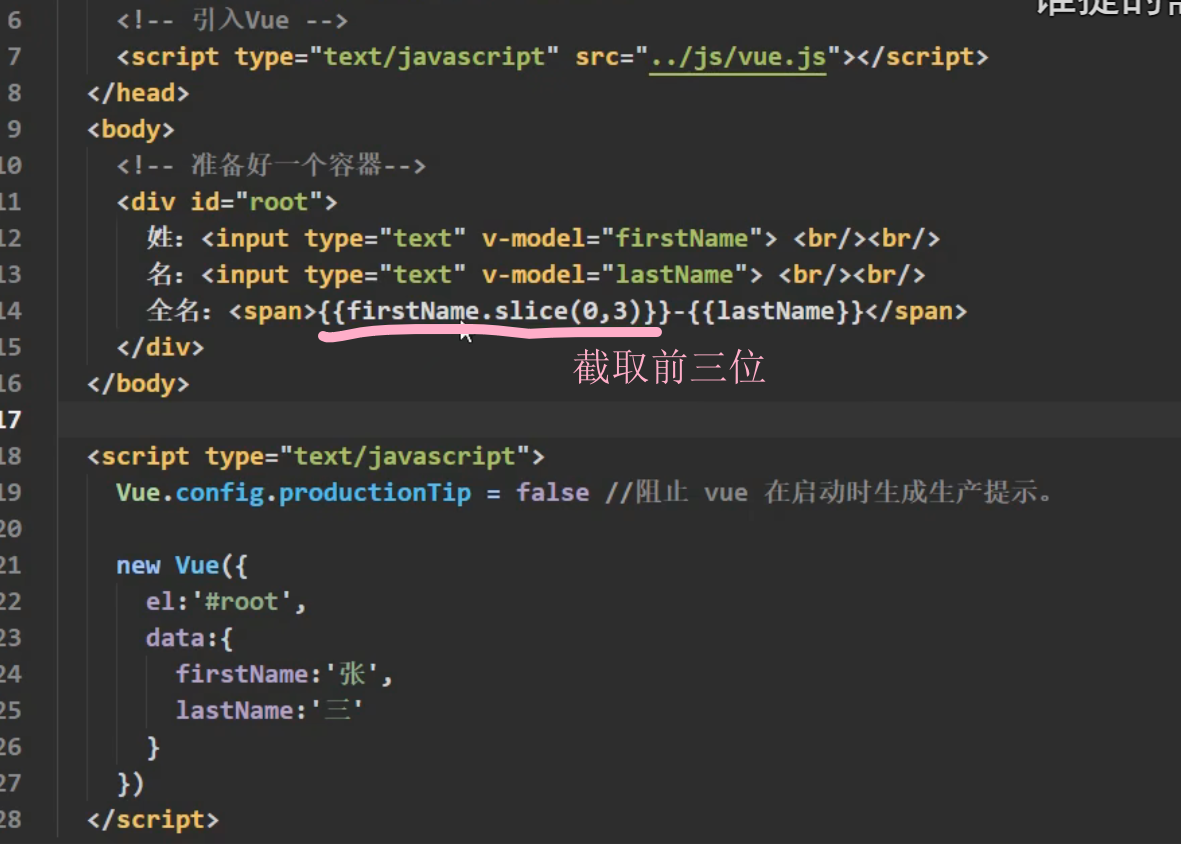 谁提的
6 <!-- 引入Vue -->
7 <script type="text/javascript" src="../js/vue.js"></script>
8 </head>
9 <body>
10 <!-- 准备好一个容器-->
11 <div id="root">
12 姓：<input type="text" v-model="firstName"> <br/><br/>
13 名：<input type="text" v-model="lastName"> <br/><br/>
14 全名：<span>{{firstName.slice(0,3)}}-{{lastName}}</span>
15 </div>
截取前三位
16 </body>
17
18 <script type="text/javascript">
19 Vue.config.productionTip = false //阻止 vue 在启动时生成生产提示。
20
21 new Vue({
22 el:'#root',
23 data:{
24 firstName:'张',
25 lastName:'三'
26 }
27 })
28 </script>